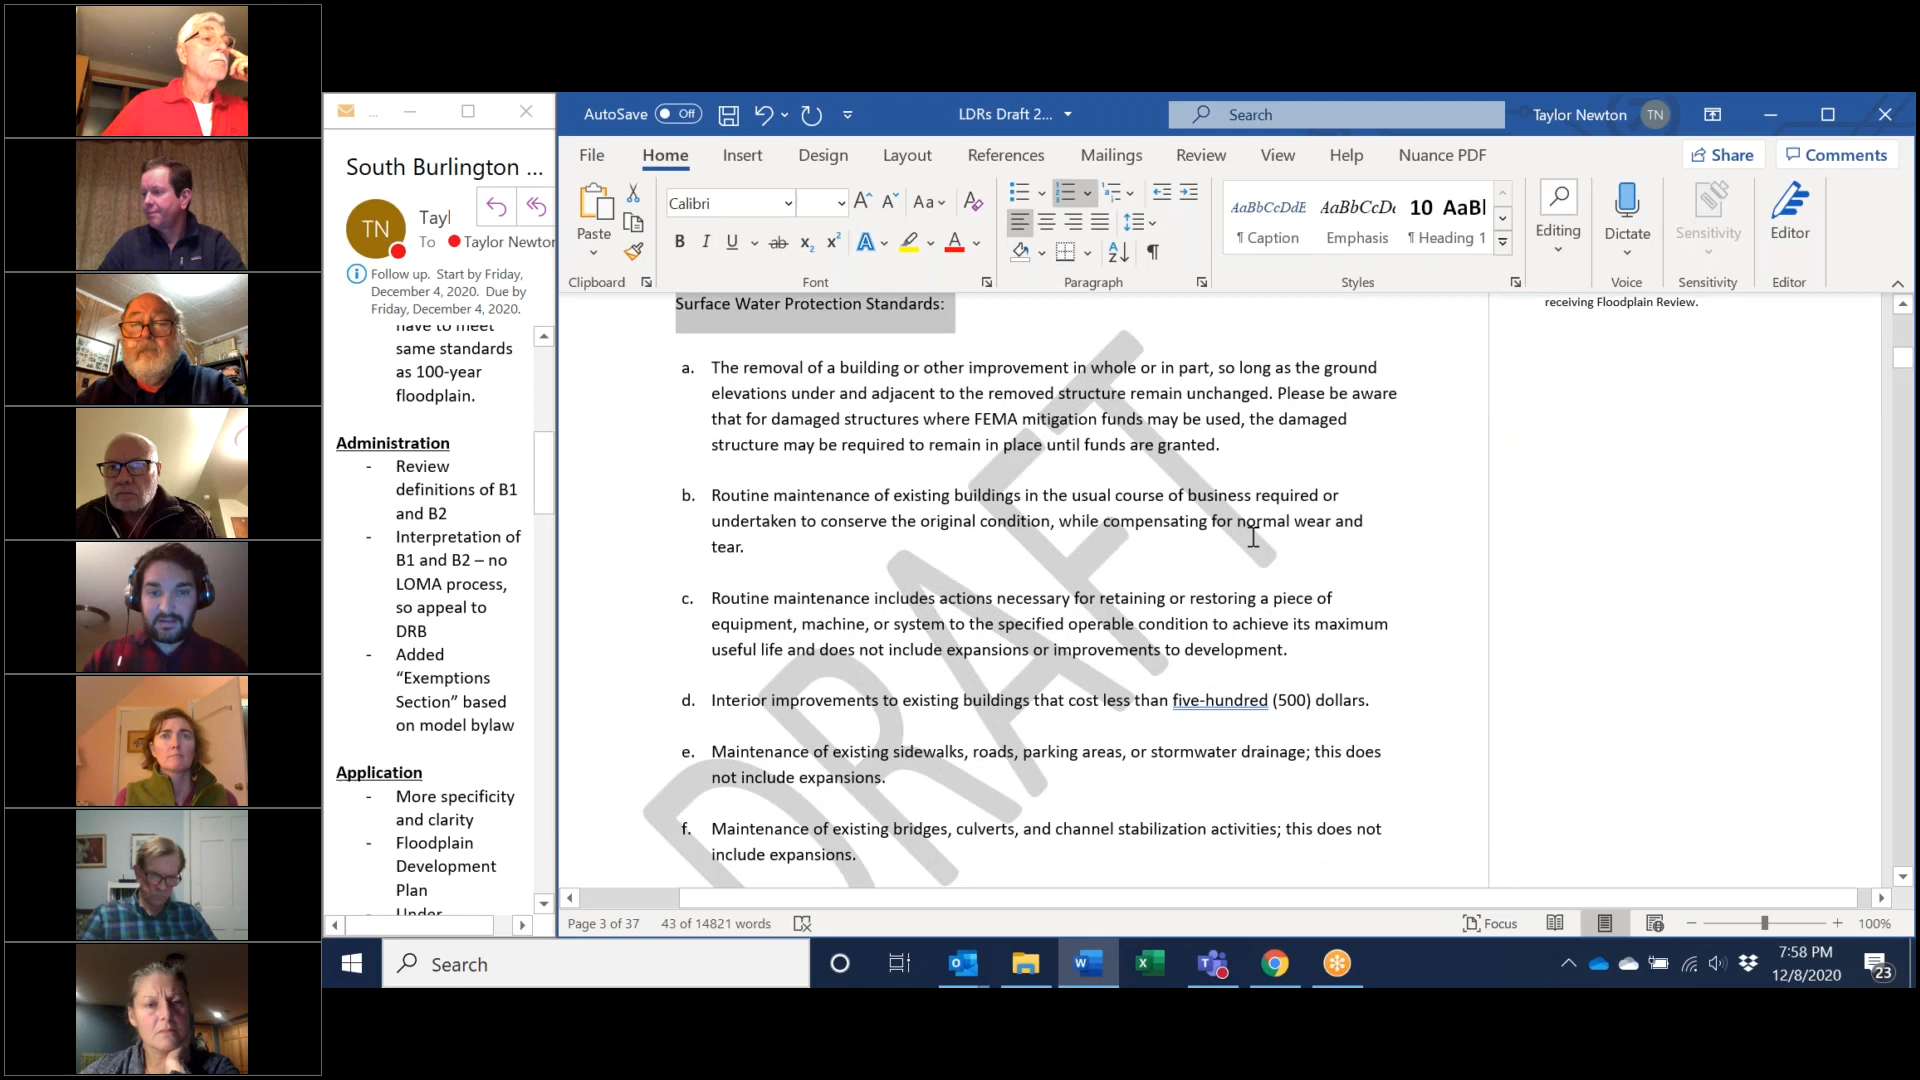 South Burlington ...
TN
Tayl
To Taylor Newton
Follow up. Start by Friday,
December 4, 2020. Due by
Friday, December 4, 2020.
have to meet
same standards
as 100-year
floodplain.
Administration
- Review
definitions of B1
and B2
- Interpretation of
B1 and B2 – no
LOMA process,
so appeal to
DRB
- Added
“Exemptions
Section” based
on model bylaw
Application
- More specificity
and clarity
- Floodplain
Development
Plan
- Under
AutoSave Off
LDRs Draft 2...
Search
Taylor Newton TN
File Home Insert Design Layout References Mailings Review View Help Nuance PDF
Share Comments
Paste
Clipboard
Calibri
Font
Paragraph
AaBbCcDdE AaBbCcDc 10 AaBl
¶ Caption Emphasis ¶ Heading 1
Styles
Editing
Dictate
Voice
Sensitivity
Sensitivity
Editor
Editor
Surface Water Protection Standards:
receiving Floodplain Review.
a. The removal of a building or other improvement in whole or in part, so long as the ground
elevations under and adjacent to the removed structure remain unchanged. Please be aware
that for damaged structures where FEMA mitigation funds may be used, the damaged
structure may be required to remain in place until funds are granted.
b. Routine maintenance of existing buildings in the usual course of business required or
undertaken to conserve the original condition, while compensating for normal wear and
tear.
c. Routine maintenance includes actions necessary for retaining or restoring a piece of
equipment, machine, or system to the specified operable condition to achieve its maximum
useful life and does not include expansions or improvements to development.
d. Interior improvements to existing buildings that cost less than five-hundred (500) dollars.
e. Maintenance of existing sidewalks, roads, parking areas, or stormwater drainage; this does
not include expansions.
f. Maintenance of existing bridges, culverts, and channel stabilization activities; this does not
include expansions.
DRAFT
Page 3 of 37 43 of 14821 words
Focus
100%
Search
7:58 PM
12/8/2020
23